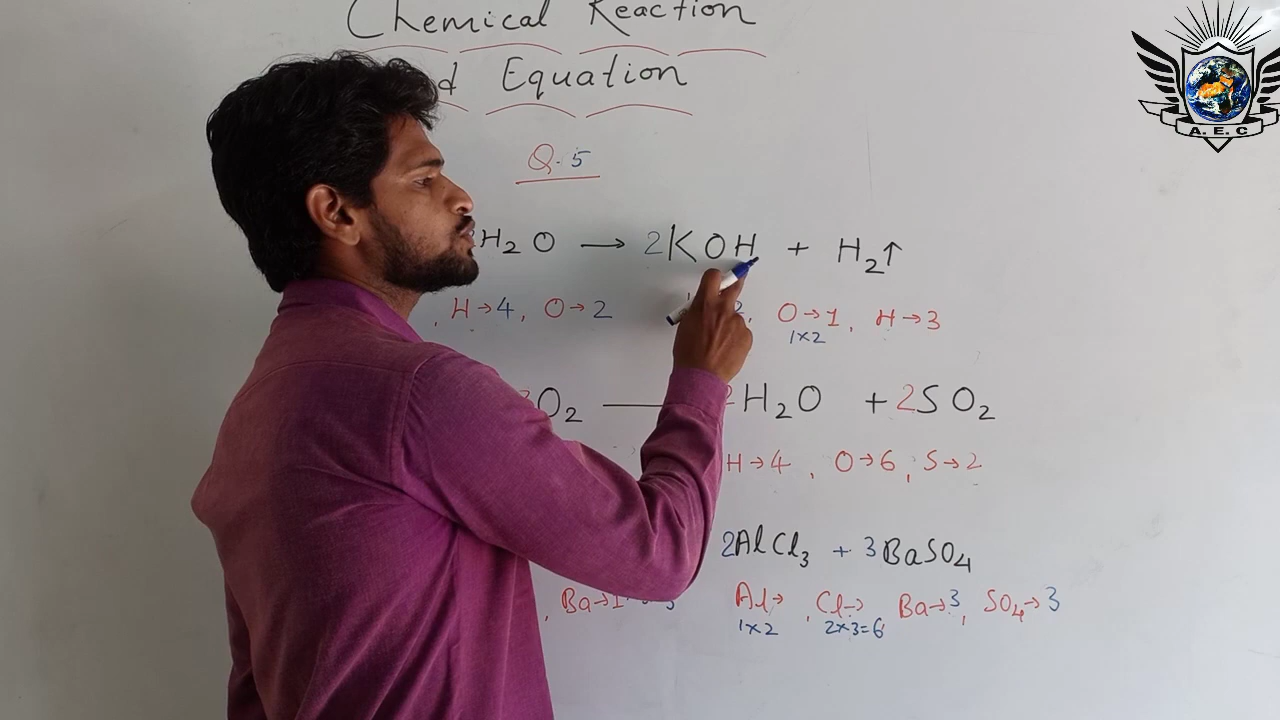 Chemical Reaction
A. E. C
d Equation
Q. 5
H₂O → 2KOH + H₂↑
, H→4, O→2 2, O→1, H→3
1×2
O₂ — 2H₂O + 2SO₂
H→4, O→6, S→2
2AlCl₃ + 3BaSO₄
, Ba→1 Al→, Cl→, Ba→3, SO₄→3
1×2 2×3=6